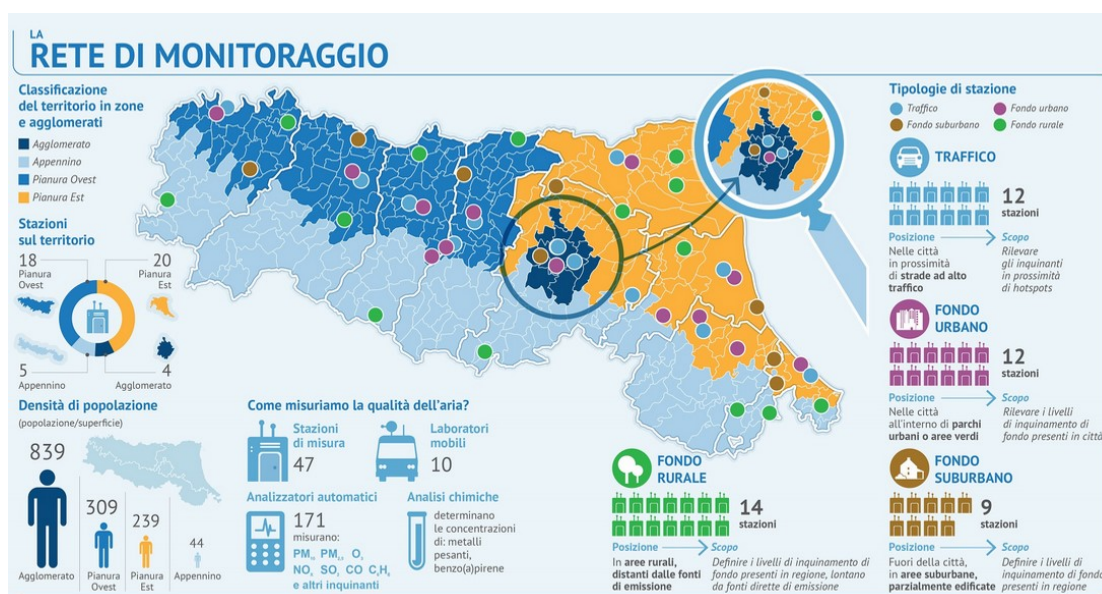 LA
RETE DI MONITORAGGIO
Classificazione
del territorio in zone
e agglomerati
Agglomerato
Appennino
Pianura Ovest
Pianura Est
Stazioni
sul territorio
18
Pianura
Ovest
20
Pianura
Est
5
Appennino
4
Agglomerato
Densità di popolazione
(popolazione/superficie)
839
309
239
44
Agglomerato
Pianura
Ovest
Pianura
Est
Appennino
Come misuriamo la qualità dell'aria?
Stazioni
di misura
47
Laboratori
mobili
10
Analizzatori automatici
171
misurano:
PM₁₀ PM₂,₅ O₃
NOₓ SO₂ CO C₆H₆
e altri inquinanti
Analisi chimiche
determinano
le concentrazioni
di: metalli
pesanti,
benzo(a)pirene
Tipologie di stazione
Traffico
Fondo urbano
Fondo suburbano
Fondo rurale
TRAFFICO
12
stazioni
Posizione
Scopo
Nelle città
in prossimità
di strade ad alto
traffico
Rilevare
gli inquinanti
in prossimità
di hotspots
FONDO
URBANO
12
stazioni
Posizione
Scopo
Nelle città
all'interno di parchi
urbani o aree verdi
Rilevare i livelli
di inquinamento di
fondo presenti in città
FONDO
RURALE
14
stazioni
Posizione
Scopo
In aree rurali,
distanti dalle fonti
di emissione
Definire i livelli di inquinamento di
fondo presenti in regione, lontano
da fonti dirette di emissione
FONDO
SUBURBANO
9
stazioni
Posizione
Scopo
Fuori della città,
in aree suburbane,
parzialmente edificate
Definire i livelli di
inquinamento di fondo
presenti in regione